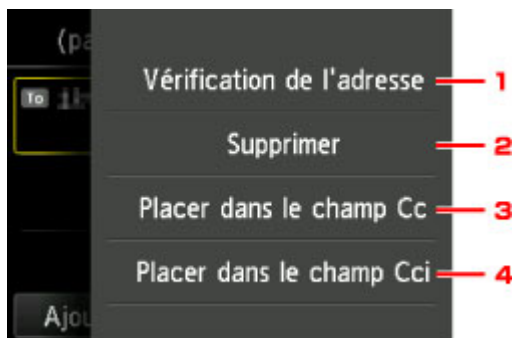 (pa
Vérification de l'adresse 1
To
Supprimer 2
Placer dans le champ Cc 3
Placer dans le champ Cci 4
Ajou